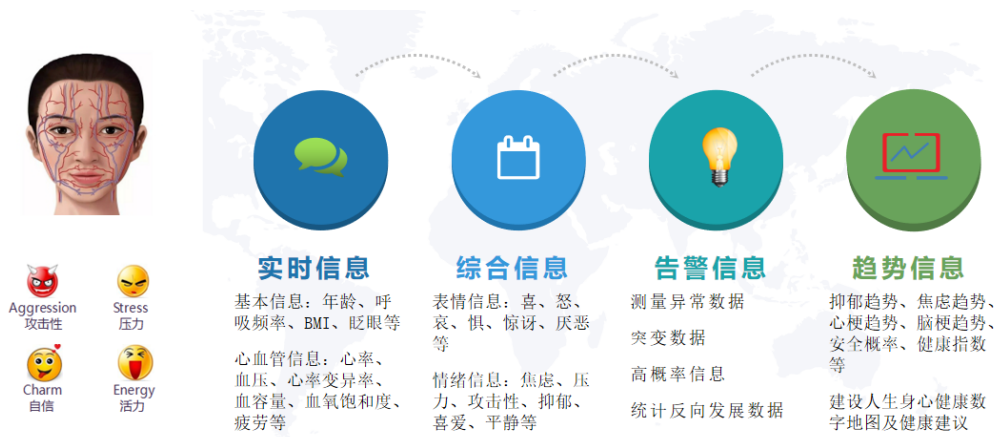 Aggression
攻击性
Stress
压力
Charm
自信
Energy
活力
实时信息
基本信息：年龄、呼
吸频率、BMI、眨眼等
心血管信息：心率、
血压、心率变异率、
血容量、血氧饱和度、
疲劳等
综合信息
表情信息：喜、怒、
哀、惧、惊讶、厌恶
等
情绪信息：焦虑、压
力、攻击性、抑郁、
喜爱、平静等
告警信息
测量异常数据
突变数据
高概率信息
统计反向发展数据
趋势信息
抑郁趋势、焦虑趋势、
心梗趋势、脑梗趋势、
安全概率、健康指数
等
建设人生身心健康数
字地图及健康建议